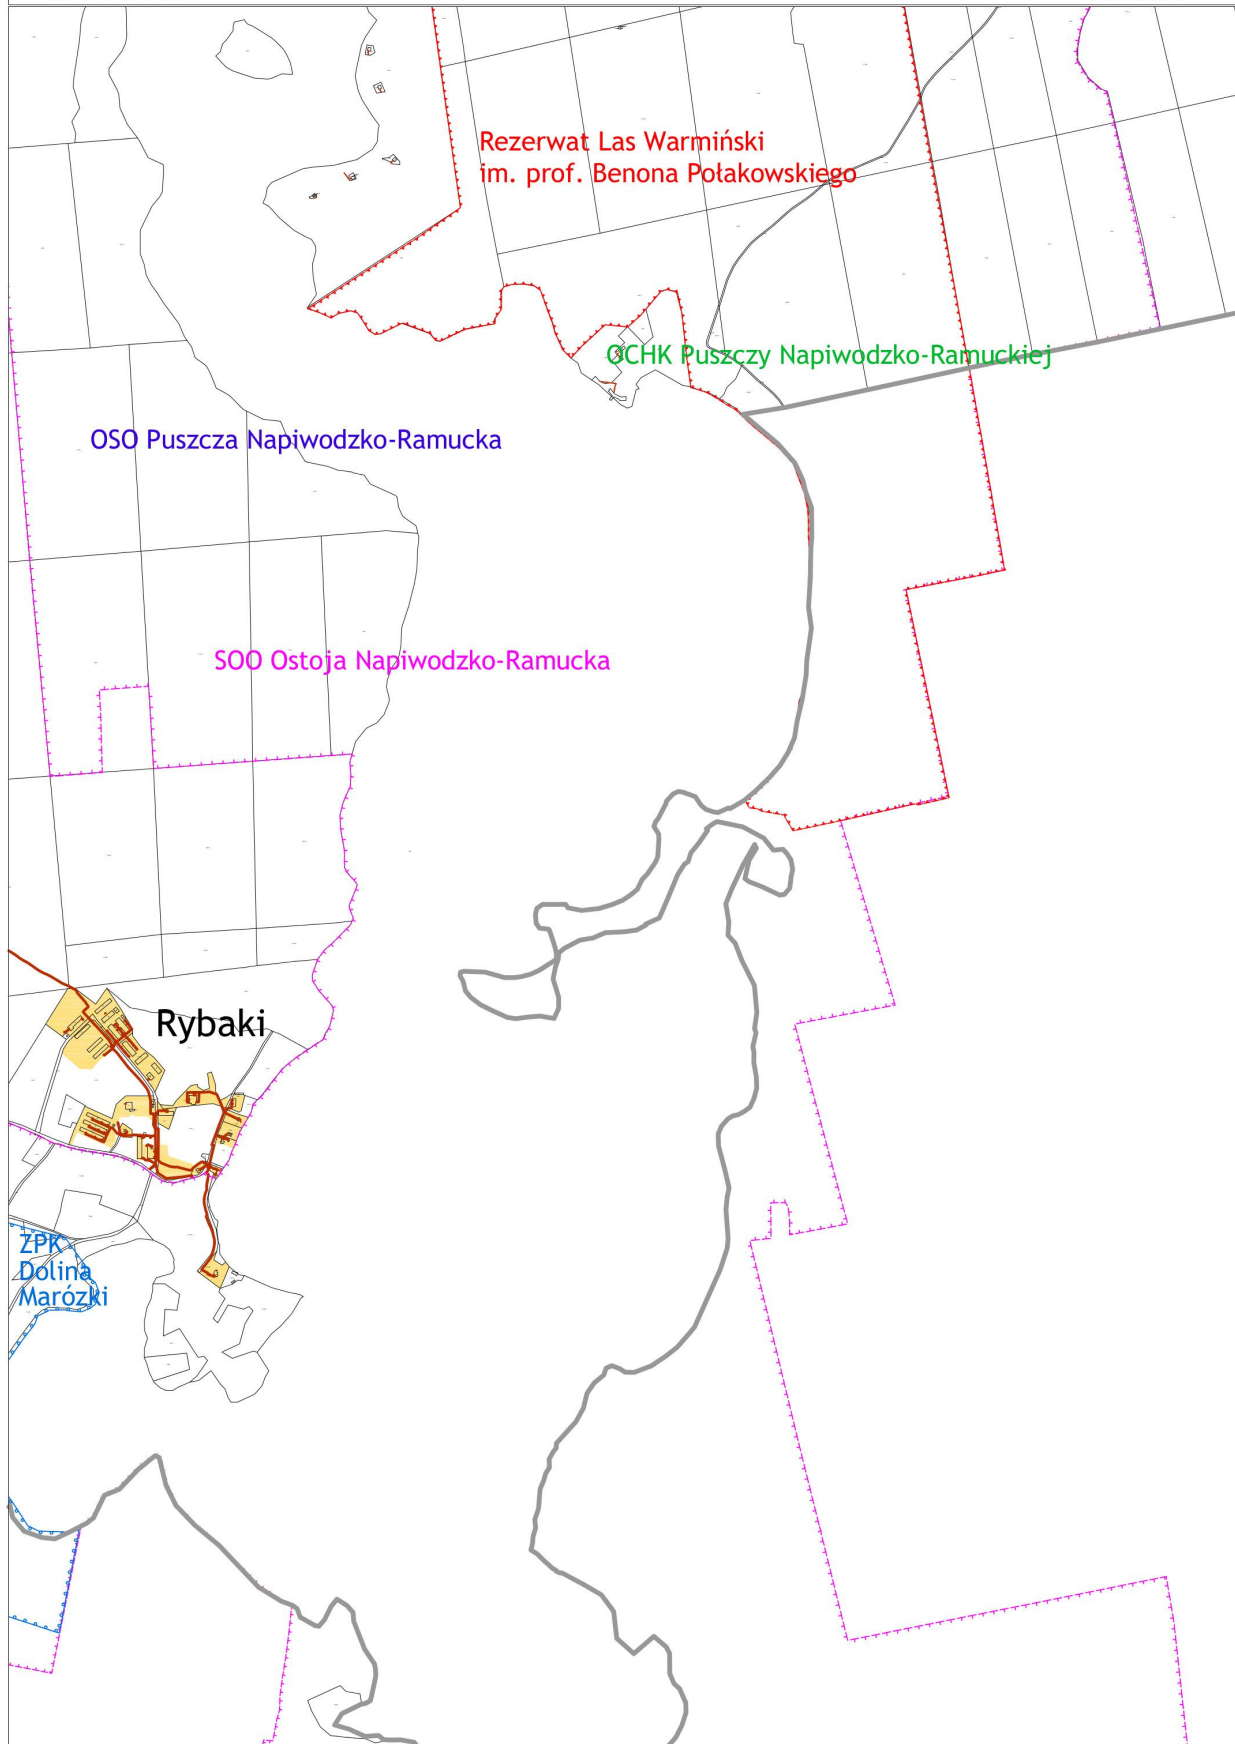 Rezerwat Las Warmiński
im. prof. Benona Połakowskiego
OCHK Puszczy Napiwodzko-Ramuckiej
OSO Puszcza Napiwodzko-Ramucka
SOO Ostoja Napiwodzko-Ramucka
Rybaki
ZPK
Dolina
Marózki